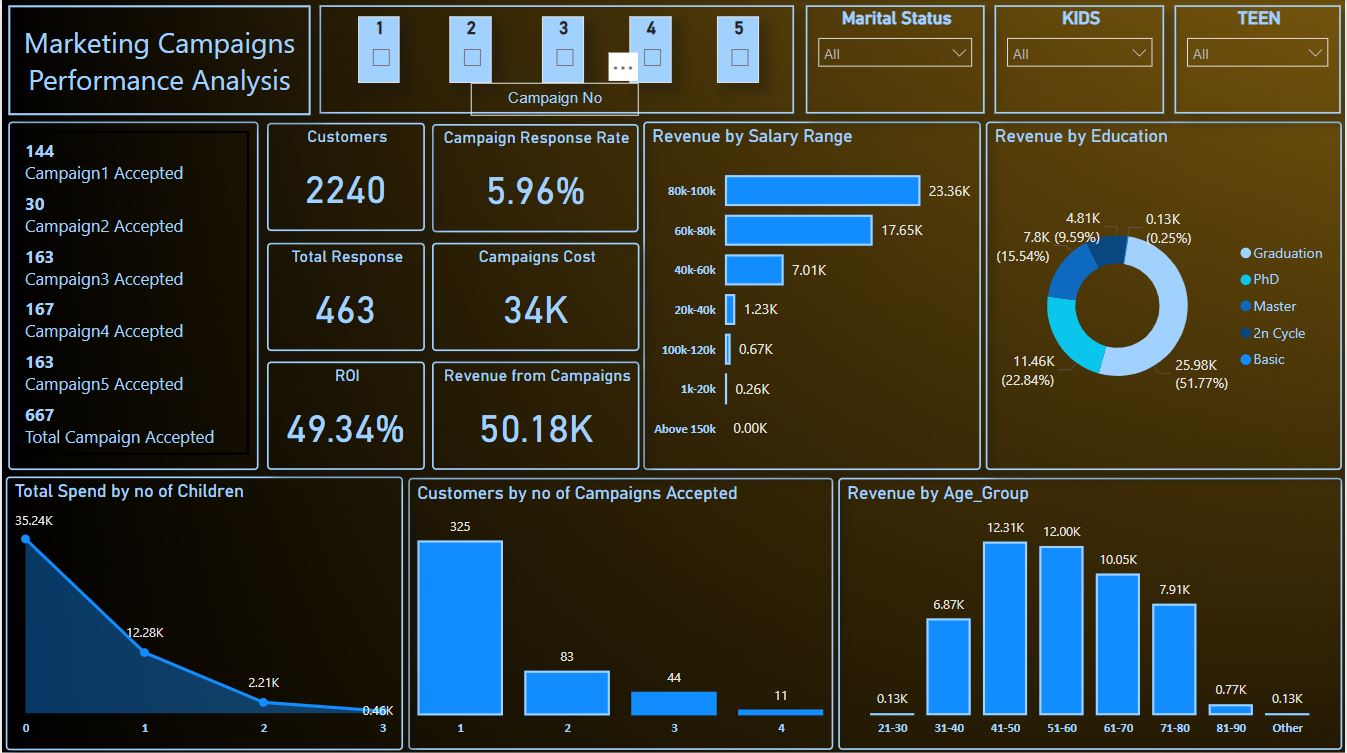 Marketing Campaigns
Performance Analysis
1
2
3
4
5
...
Campaign No
Marital Status
All
KIDS
All
TEEN
All
144
Campaign1 Accepted
30
Campaign2 Accepted
163
Campaign3 Accepted
167
Campaign4 Accepted
163
Campaign5 Accepted
667
Total Campaign Accepted
Customers
2240
Campaign Response Rate
5.96%
Total Response
463
Campaigns Cost
34K
ROI
49.34%
Revenue from Campaigns
50.18K
Revenue by Salary Range
80k-100k 23.36K
60k-80k 17.65K
40k-60k 7.01K
20k-40k 1.23K
100k-120k 0.67K
1k-20k 0.26K
Above 150k 0.00K
Revenue by Education
4.81K
(9.59%)
0.13K
(0.25%)
7.8K
(15.54%)
11.46K
(22.84%)
25.98K
(51.77%)
Graduation
PhD
Master
2n Cycle
Basic
Total Spend by no of Children
35.24K
12.28K
2.21K
0.46K
0 1 2 3
Customers by no of Campaigns Accepted
325
83
44
11
1 2 3 4
Revenue by Age_Group
0.13K
6.87K
12.31K
12.00K
10.05K
7.91K
0.77K
0.13K
21-30 31-40 41-50 51-60 61-70 71-80 81-90 Other